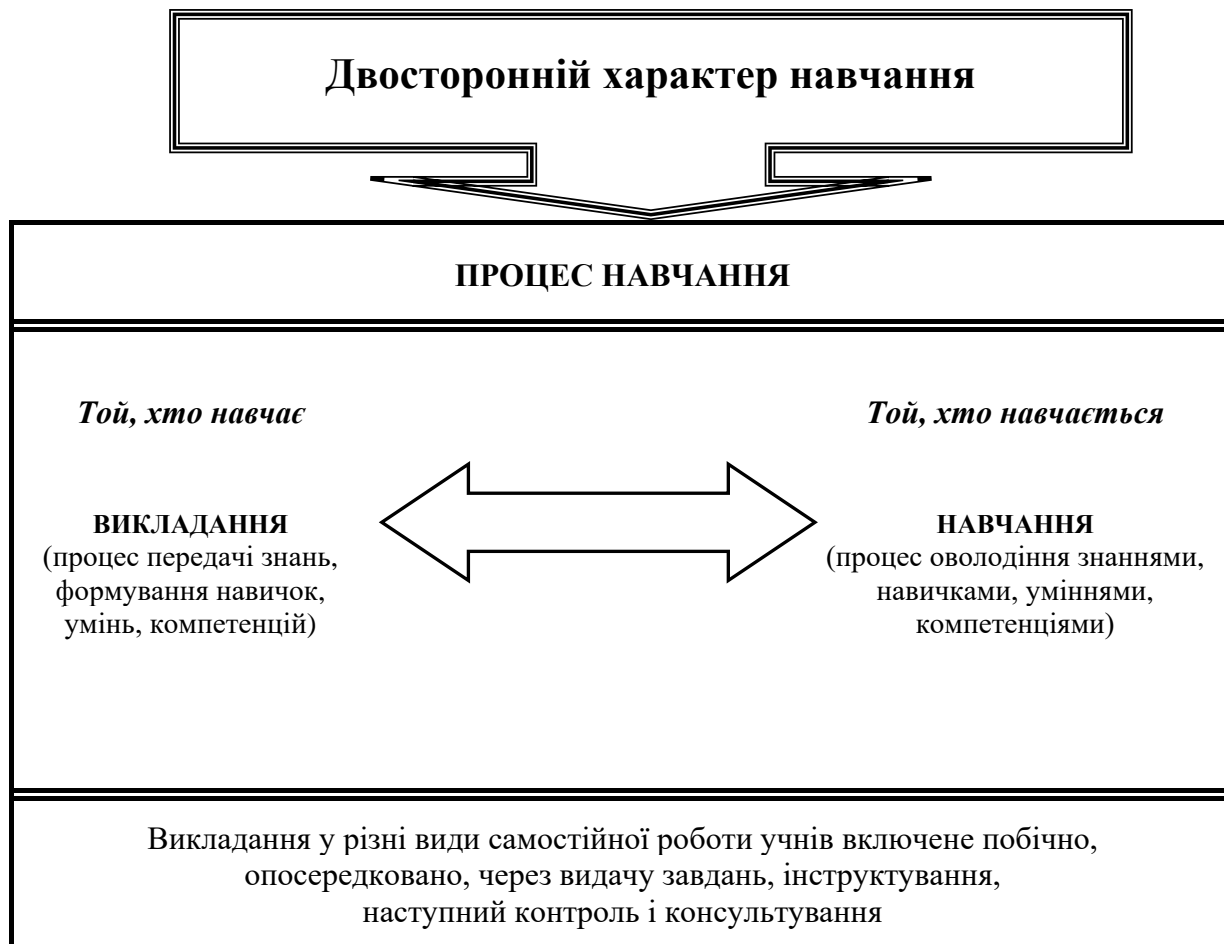 Двосторонній характер навчання
ПРОЦЕС НАВЧАННЯ
Той, хто навчає
ВИКЛАДАННЯ
(процес передачі знань,
формування навичок,
умінь, компетенцій)
Той, хто навчається
НАВЧАННЯ
(процес оволодіння знаннями,
навичками, уміннями,
компетенціями)
Викладання у різні види самостійної роботи учнів включене побічно,
опосередковано, через видачу завдань, інструктування,
наступний контроль і консультування